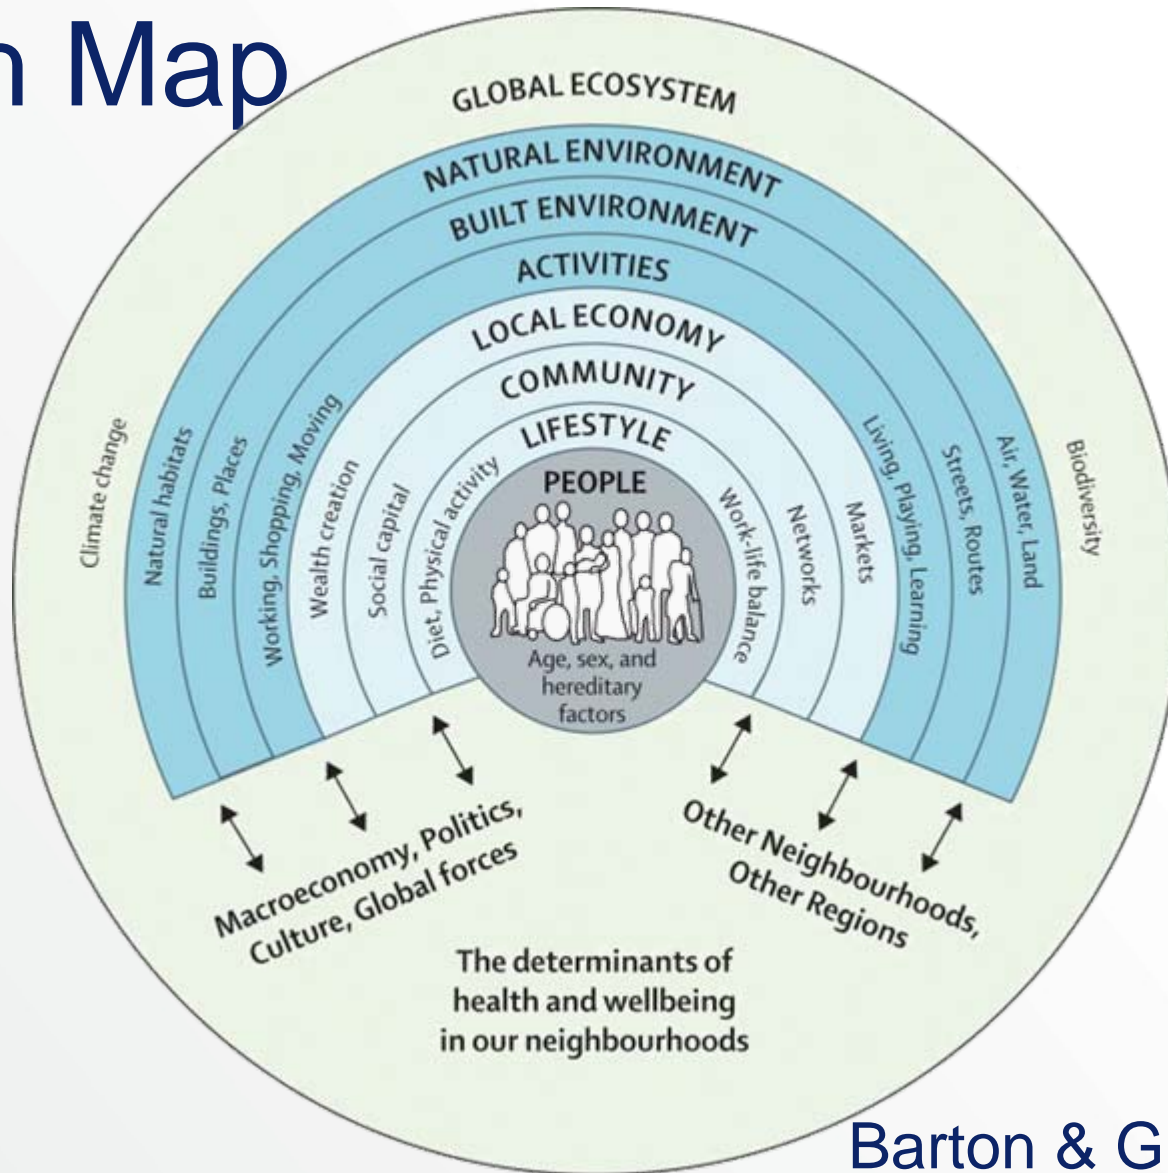 n Map
GLOBAL ECOSYSTEM
NATURAL ENVIRONMENT
BUILT ENVIRONMENT
ACTIVITIES
LOCAL ECONOMY
COMMUNITY
LIFESTYLE
PEOPLE
Age, sex, and
hereditary
factors
Climate change
Natural habitats
Buildings, Places
Working, Shopping, Moving
Wealth creation
Social capital
Diet, Physical activity
Work-life balance
Networks
Markets
Living, Playing, Learning
Streets, Routes
Air, Water, Land
Biodiversity
Macroeconomy, Politics,
Culture, Global forces
Other Neighbourhoods,
Other Regions
The determinants of
health and wellbeing
in our neighbourhoods
Barton & G